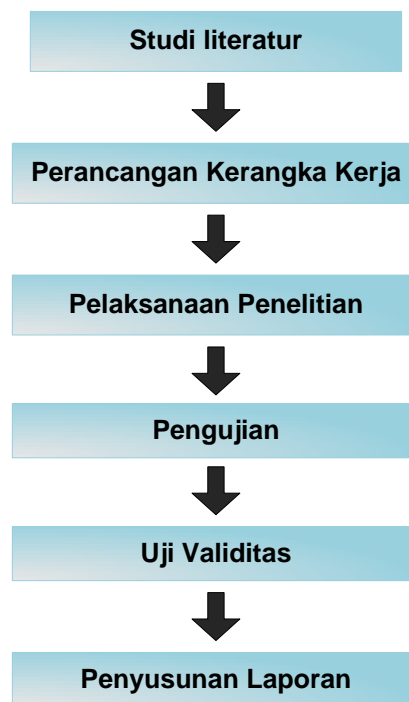 Studi literatur
Perancangan Kerangka Kerja
Pelaksanaan Penelitian
Pengujian
Uji Validitas
Penyusunan Laporan